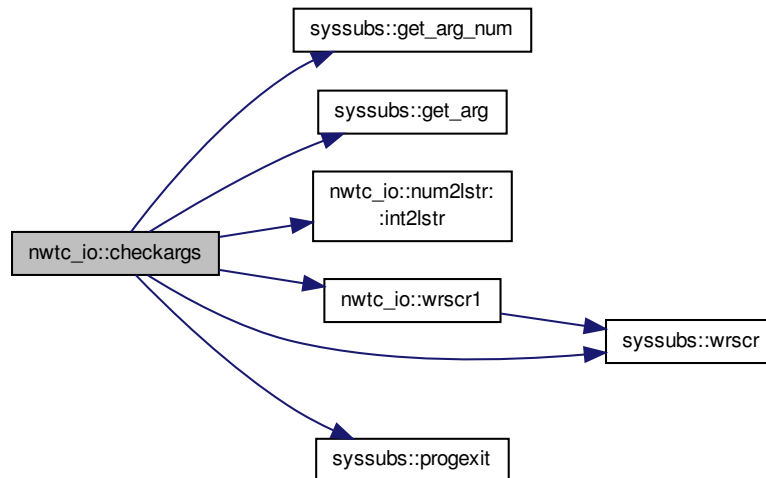 syssubs::get_arg_num
syssubs::get_arg
nwtc_io::num2lstr:
:int2lstr
nwtc_io::checkargs
nwtc_io::wrscr1
syssubs::wrscr
syssubs::progexit